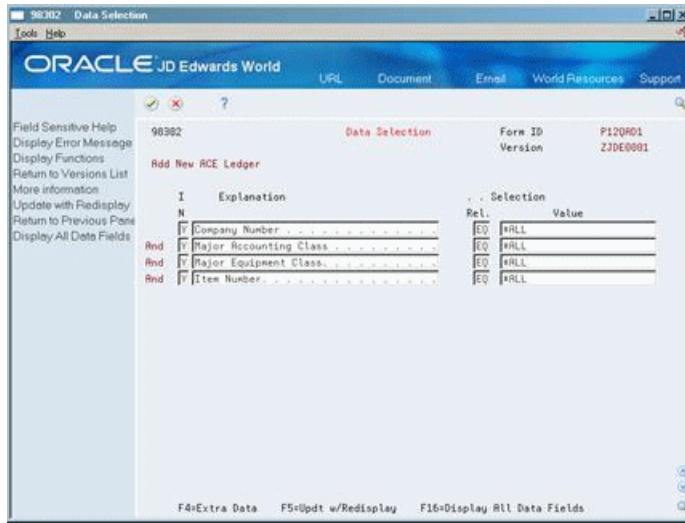 98302 Data Selection
Tools Help
ORACLE JD Edwards World
URL Document Email World Resources Support
?
Field Sensitive Help
Display Error Message
Display Functions
Return to Versions List
More information
Update with Redisplay
Return to Previous Pane
Display All Data Fields
98302 Data Selection Form ID P12QAD1
Version ZJDE0001
Add New ACE Ledger
I Explanation . . Selection
N Rel. Value
Y Company Number . . . . . . . . . . . . EQ *ALL
And Y Major Accounting Class . . . . . . . . EQ *ALL
And Y Major Equipment Class. . . . . . . . . EQ *ALL
And Y Item Number. . . . . . . . . . . . . . EQ *ALL
F4=Extra Data F5=Updt w/Redisplay F16=Display All Data Fields